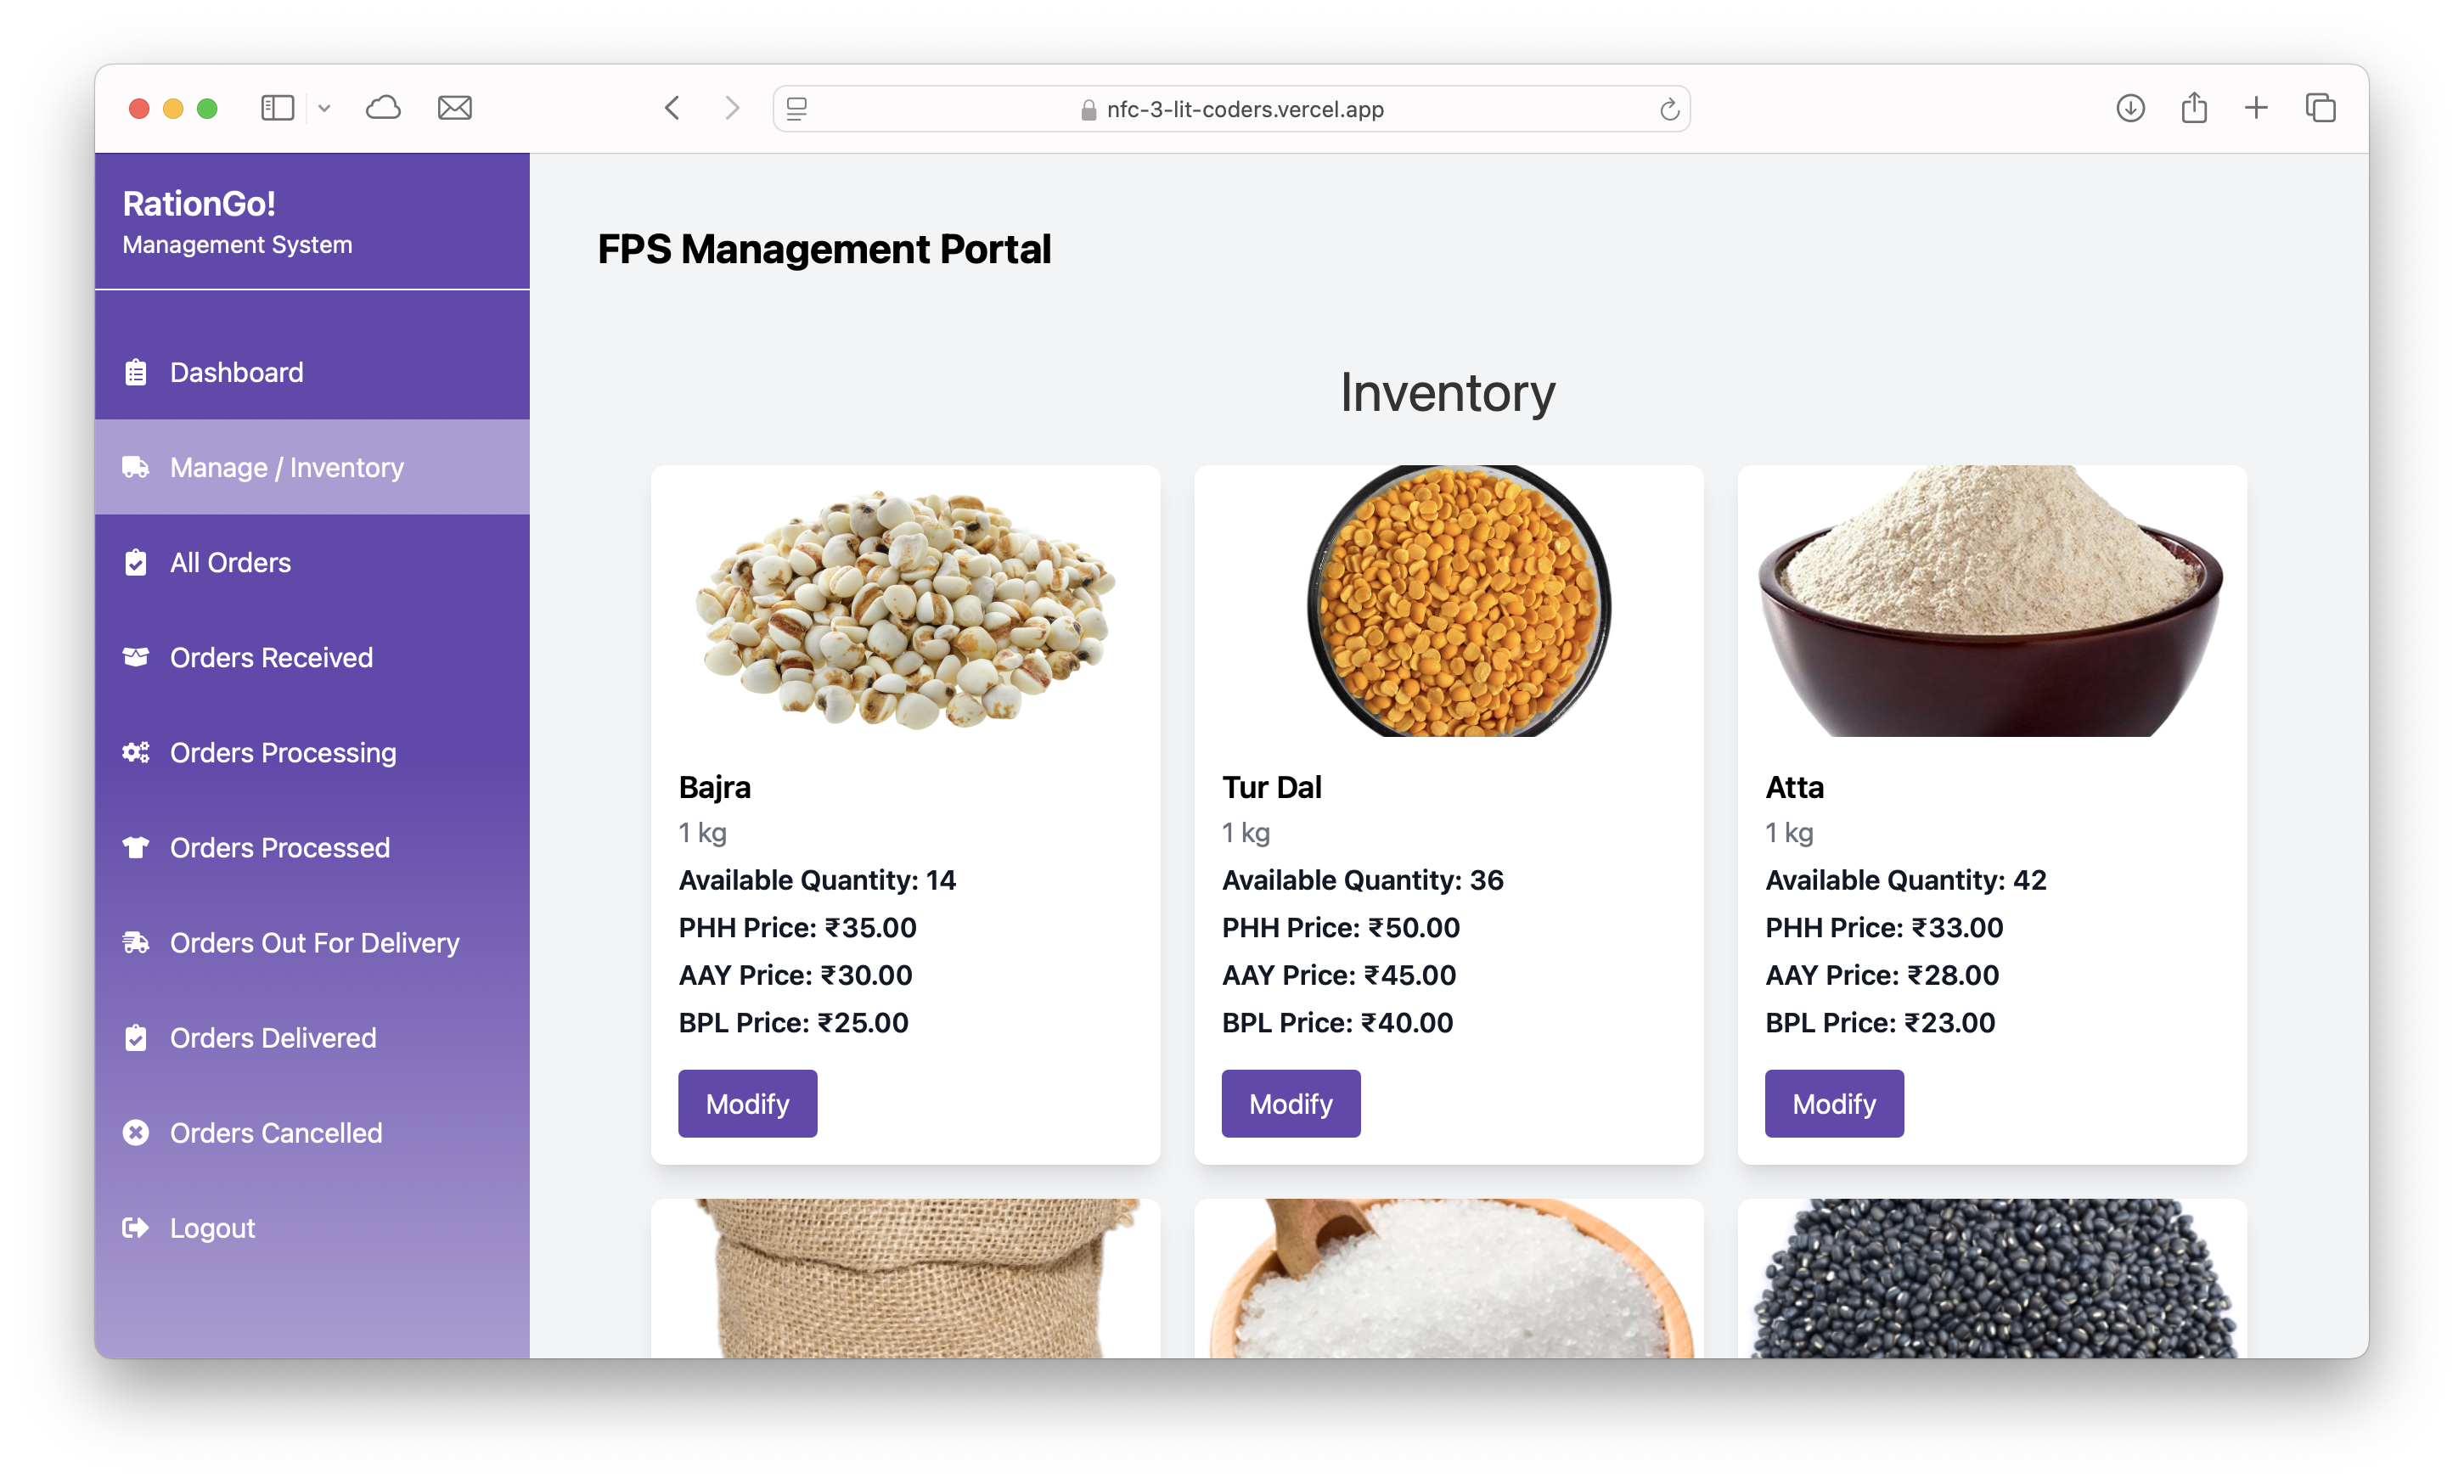 nfc-3-lit-coders.vercel.app
RationGo!
Management System
Dashboard
Manage / Inventory
All Orders
Orders Received
Orders Processing
Orders Processed
Orders Out For Delivery
Orders Delivered
Orders Cancelled
Logout
FPS Management Portal
Inventory
Bajra
1 kg
Available Quantity: 14
PHH Price: ₹35.00
AAY Price: ₹30.00
BPL Price: ₹25.00
Modify
Tur Dal
1 kg
Available Quantity: 36
PHH Price: ₹50.00
AAY Price: ₹45.00
BPL Price: ₹40.00
Modify
Atta
1 kg
Available Quantity: 42
PHH Price: ₹33.00
AAY Price: ₹28.00
BPL Price: ₹23.00
Modify